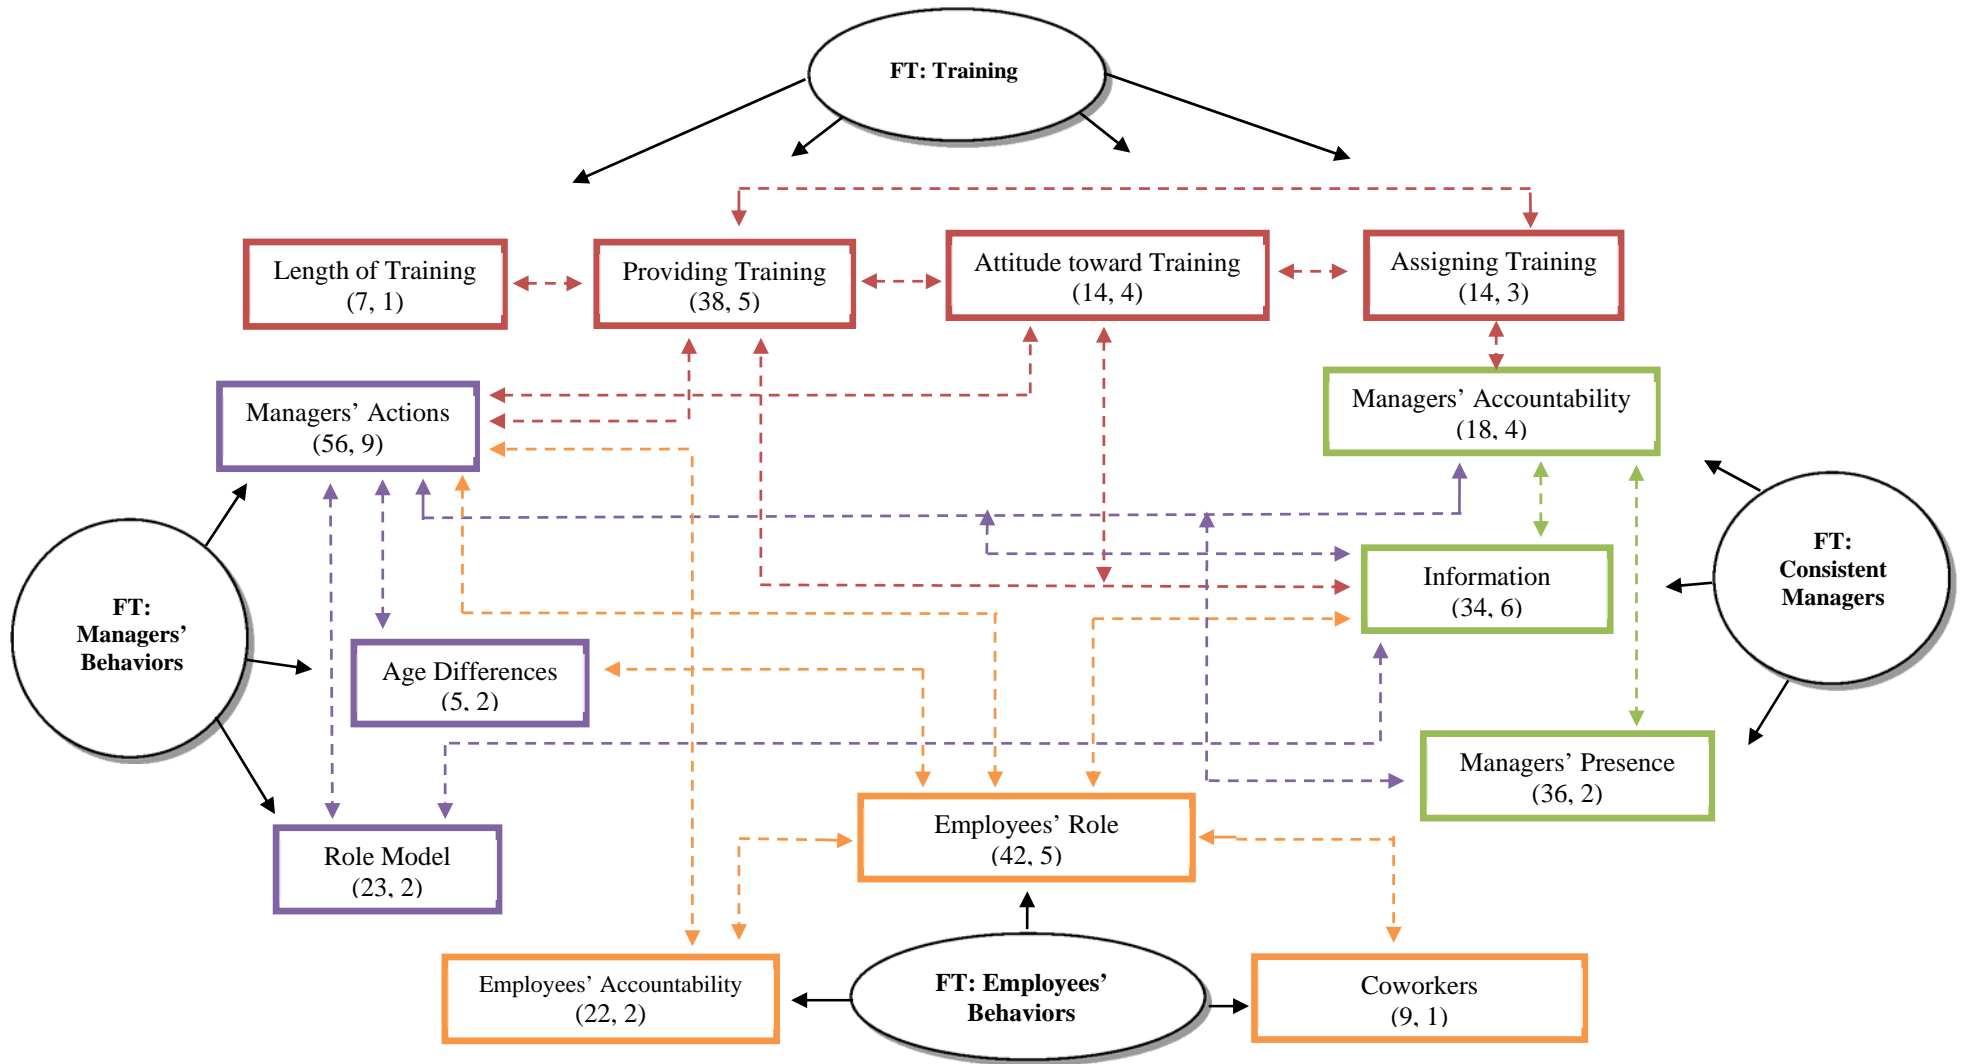 FT: Training
Length of Training
(7, 1)
Providing Training
(38, 5)
Attitude toward Training
(14, 4)
Assigning Training
(14, 3)
Managers’ Actions
(56, 9)
Managers’ Accountability
(18, 4)
FT:
Managers’
Behaviors
Information
(34, 6)
FT:
Consistent
Managers
Age Differences
(5, 2)
Managers’ Presence
(36, 2)
Role Model
(23, 2)
Employees’ Role
(42, 5)
Employees’ Accountability
(22, 2)
FT: Employees’
Behaviors
Coworkers
(9, 1)